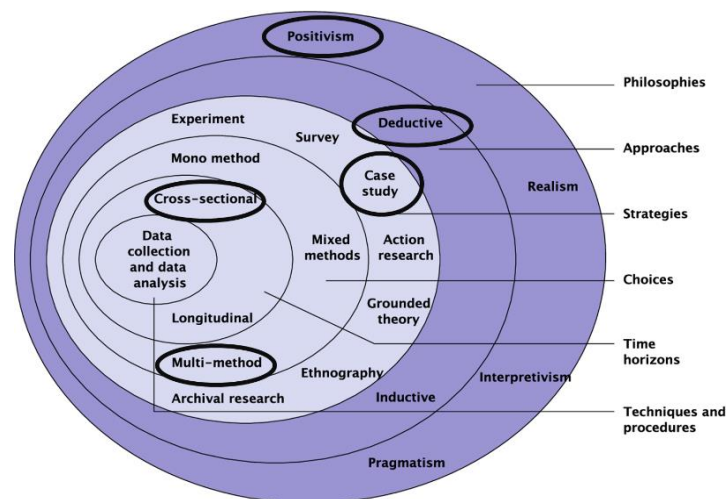 Positivism
Philosophies
Experiment
Deductive
Survey
Approaches
Mono method
Case
study
Realism
Cross-sectional
Strategies
Data
collection
and data
analysis
Mixed
methods
Action
research
Choices
Longitudinal
Grounded
theory
Time
horizons
Multi-method
Ethnography
Interpretivism
Archival research
Inductive
Techniques and
procedures
Pragmatism